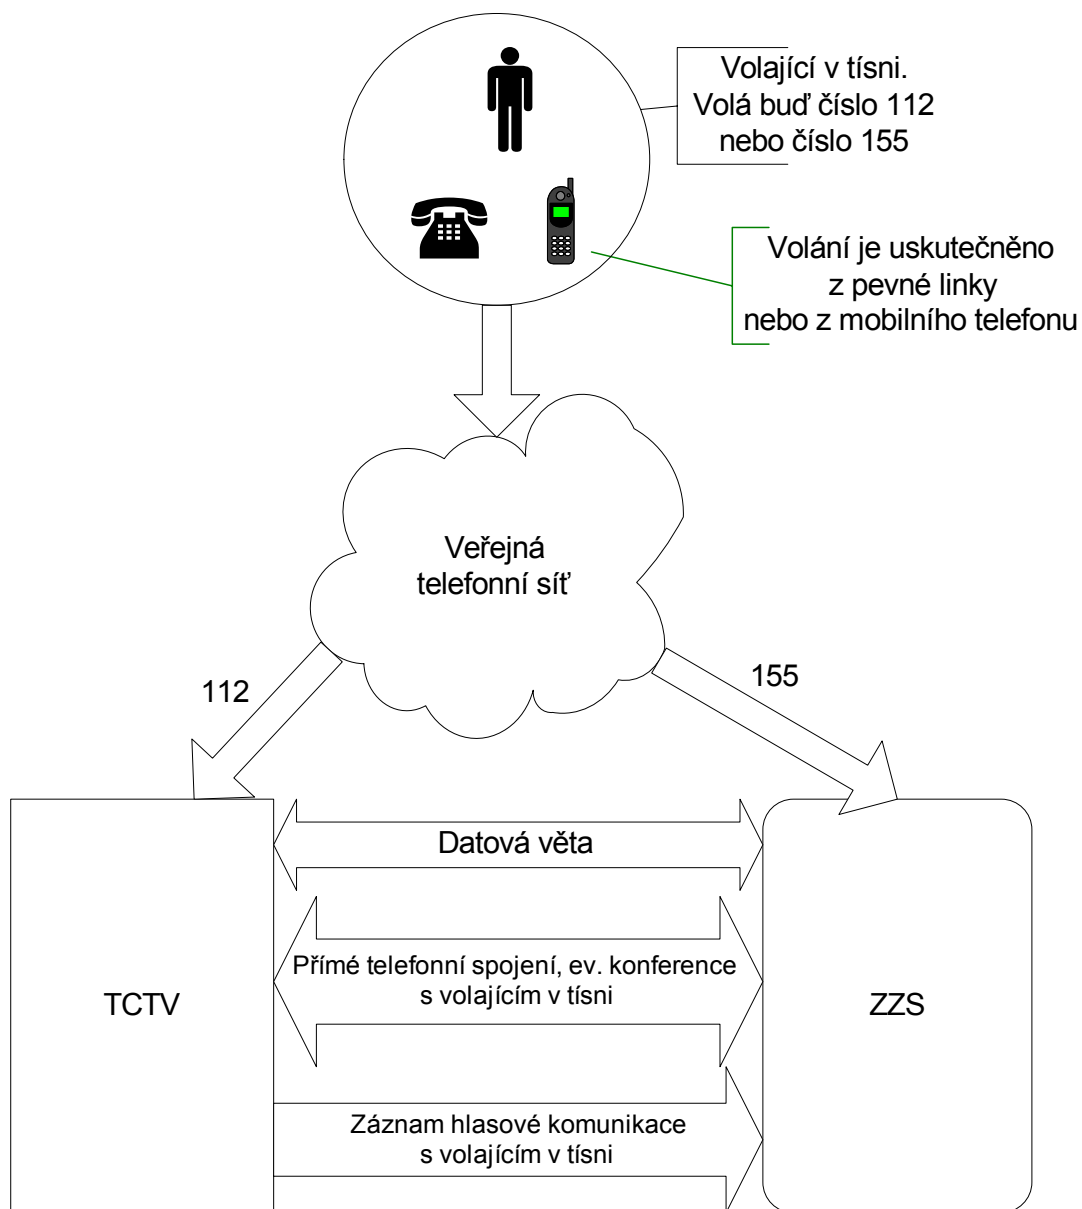 Volající v tísni.
Volá buď číslo 112
nebo číslo 155
Volání je uskutečněno
z pevné linky
nebo z mobilního telefonu
Veřejná
telefonní síť
112
155
Datová věta
Přímé telefonní spojení, ev. konference
s volajícím v tísni
TCTV
ZZS
Záznam hlasové komunikace
s volajícím v tísni